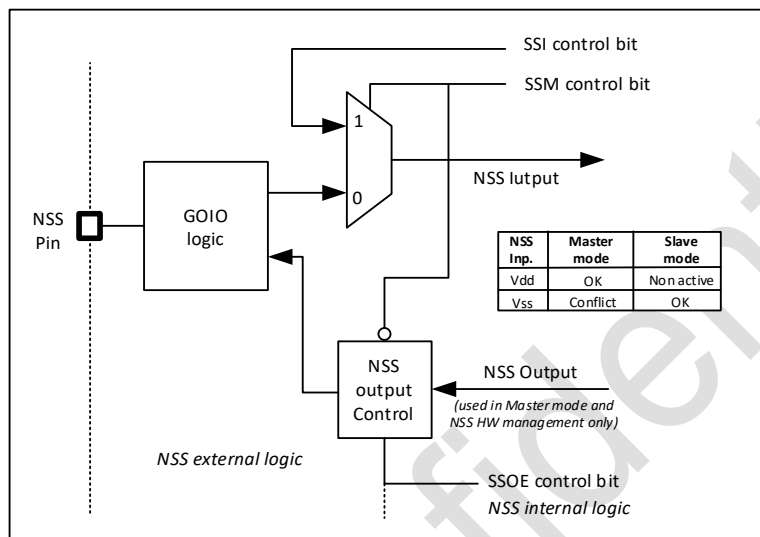 SSI control bit
SSM control bit
1
0
NSS Iutput
NSS
Pin
GOIO
logic
NSS Master Slave
Inp. mode mode
Vdd OK Non active
Vss Conflict OK
NSS
output
Control
NSS Output
(used in Master mode and
NSS HW management only)
NSS external logic
SSOE control bit
NSS internal logic